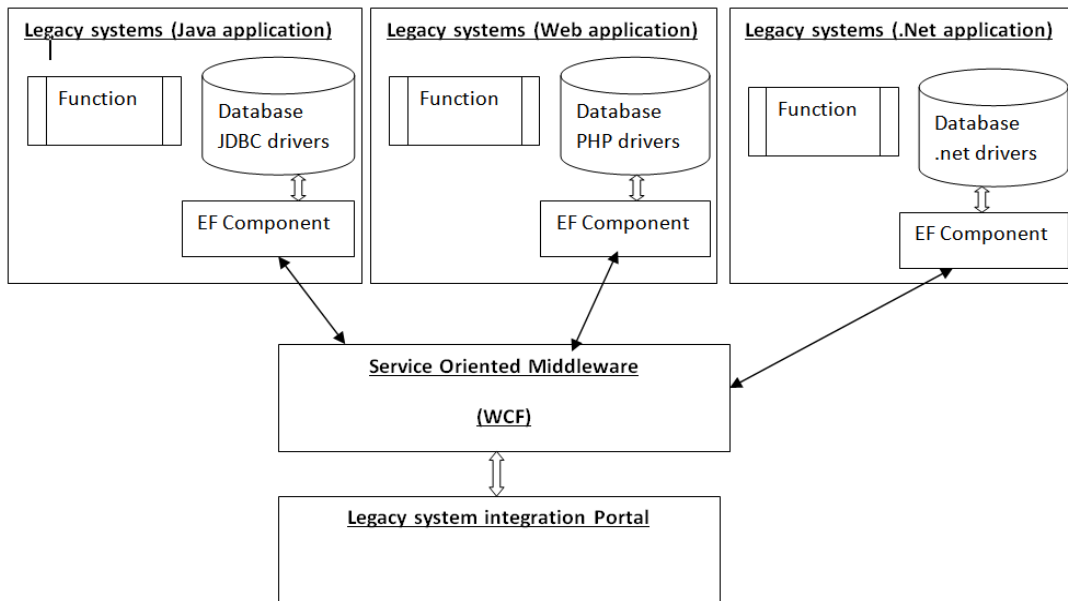 Legacy systems (Java application)
Function
Database
JDBC drivers
EF Component
Legacy systems (Web application)
Function
Database
PHP drivers
EF Component
Legacy systems (.Net application)
Function
Database
.net drivers
EF Component
Service Oriented Middleware
(WCF)
Legacy system integration Portal